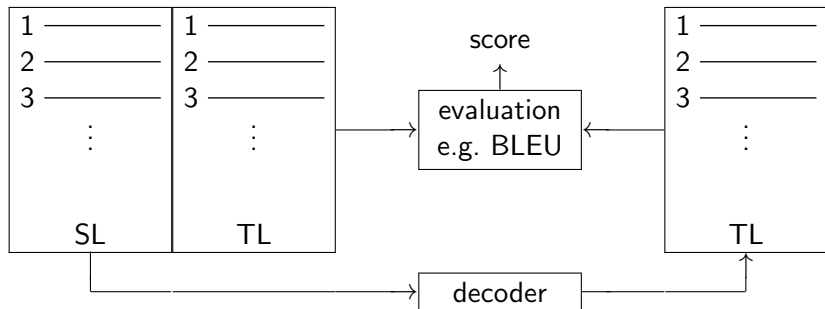 1
2
3
⋮
SL
1
2
3
⋮
TL
score
evaluation
e.g. BLEU
1
2
3
⋮
TL
decoder